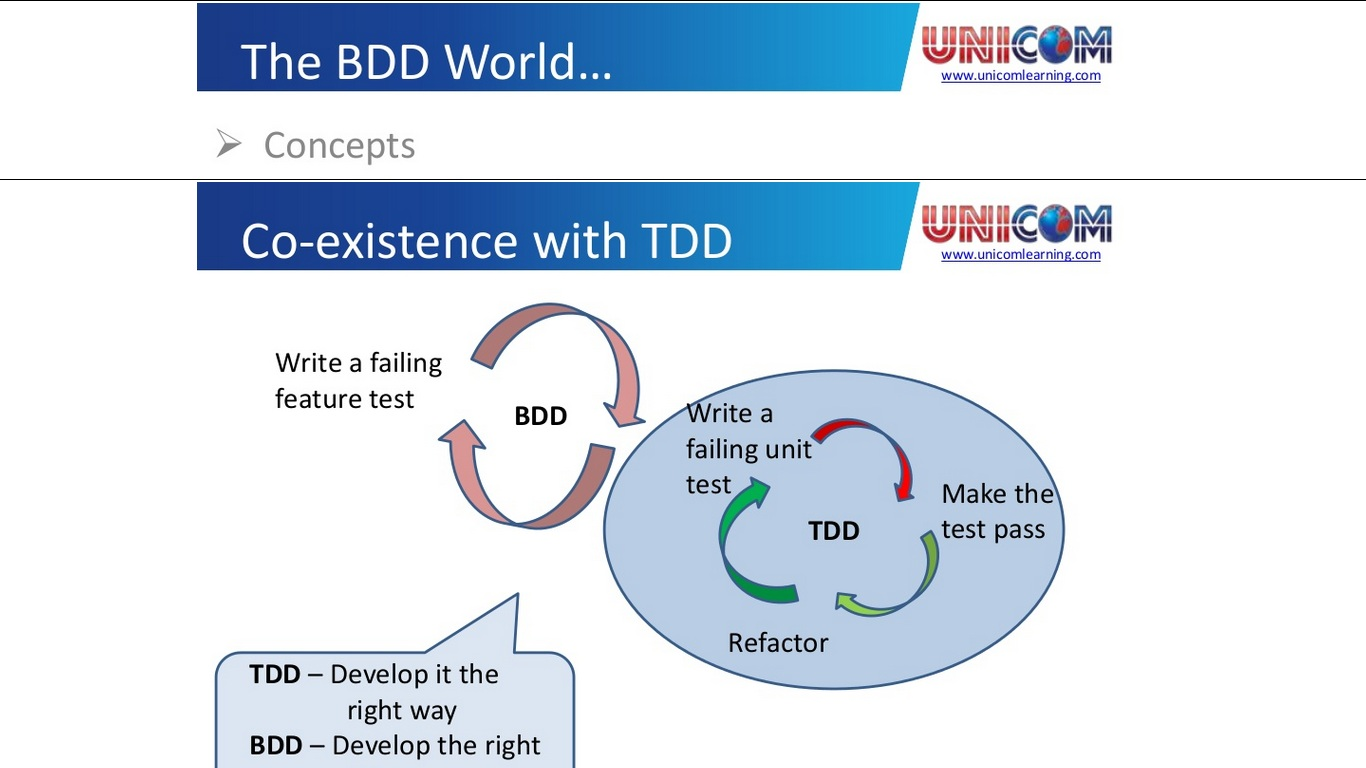 The BDD World...
UNICOM
www.unicomlearning.com
Concepts
Co-existence with TDD
UNICOM
www.unicomlearning.com
Write a failing
feature test
BDD
Write a
failing unit
test
Make the
test pass
TDD
Refactor
TDD – Develop it the
right way
BDD – Develop the right